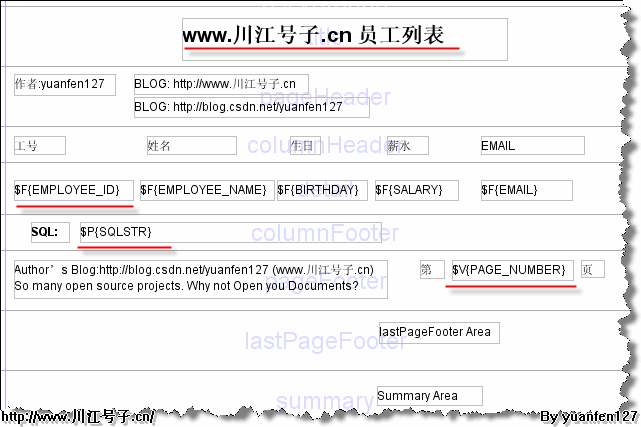 www.川江号子.cn 员工列表
title
作者:yuanfen127
BLOG: http://www.川江号子.cn
pageHeader
BLOG: http://blog.csdn.net/yuanfen127
工号 姓名 生日 薪水 EMAIL
columnHeader
$F{EMPLOYEE_ID} $F{EMPLOYEE_NAME} $F{BIRTHDAY} $F{SALARY} $F{EMAIL}
detail
SQL: $P{SQLSTR}
columnFooter
Author’s Blog:http://blog.csdn.net/yuanfen127 (www.川江号子.cn) 第 $V{PAGE_NUMBER} 页
pageFooter
So many open source projects. Why not Open you Documents?
lastPageFooter Area
lastPageFooter
Summary Area
summary
http://www.川江号子.cn/ By yuanfen127